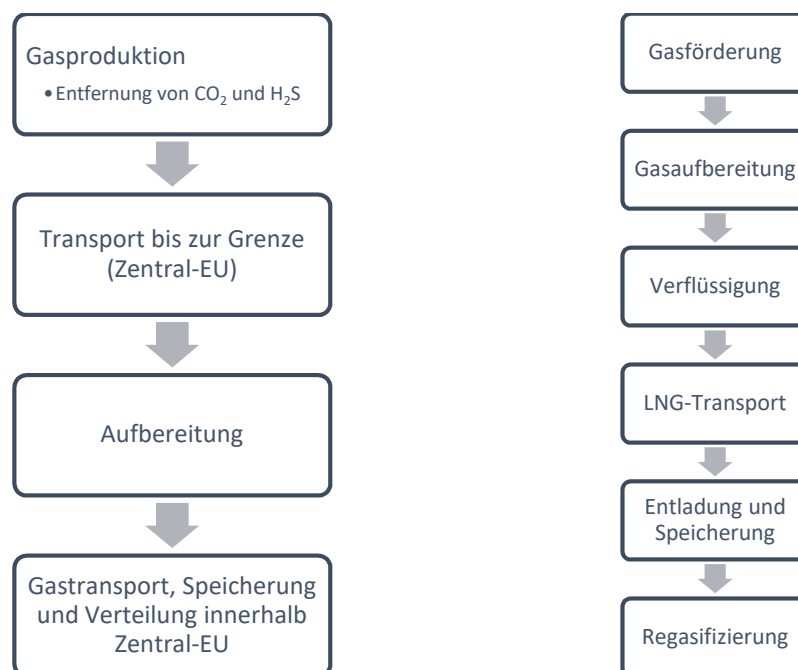 Gasproduktion
• Entfernung von CO₂ und H₂S
Transport bis zur Grenze
(Zentral-EU)
Aufbereitung
Gastransport, Speicherung
und Verteilung innerhalb
Zentral-EU
Gasförderung
Gasaufbereitung
Verflüssigung
LNG-Transport
Entladung und
Speicherung
Regasifizierung